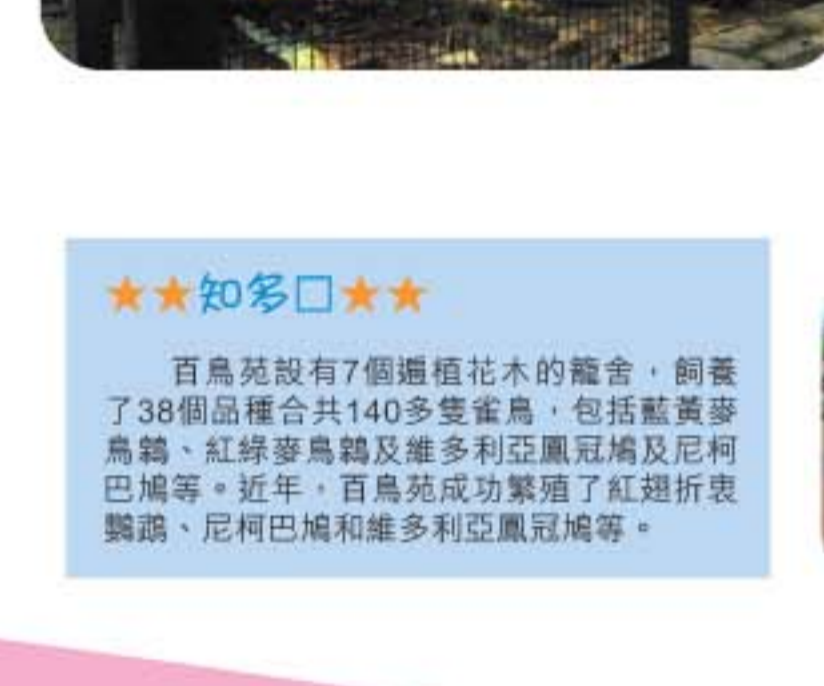 ★★知多□★★
百鳥苑設有7個遍植花木的籠舍，飼養
了38個品種合共140多隻雀鳥，包括藍黃麥
鳥鶎、紅綠麥鳥鶎及維多利亞鳳冠鳩及尼柯
巴鳩等。近年，百鳥苑成功繁殖了紅翅折衷
鸚鵡、尼柯巴鳩和維多利亞鳳冠鳩等。